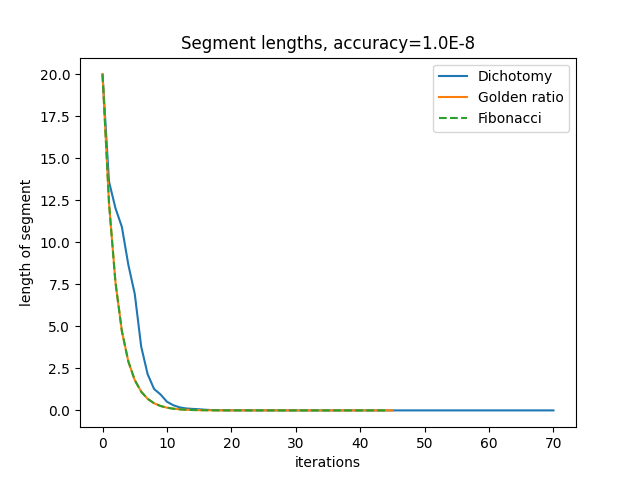 Segment lengths, accuracy=1.0E-8
Dichotomy
Golden ratio
Fibonacci
length of segment
20.0
17.5
15.0
12.5
10.0
7.5
5.0
2.5
0.0
0 10 20 30 40 50 60 70
iterations